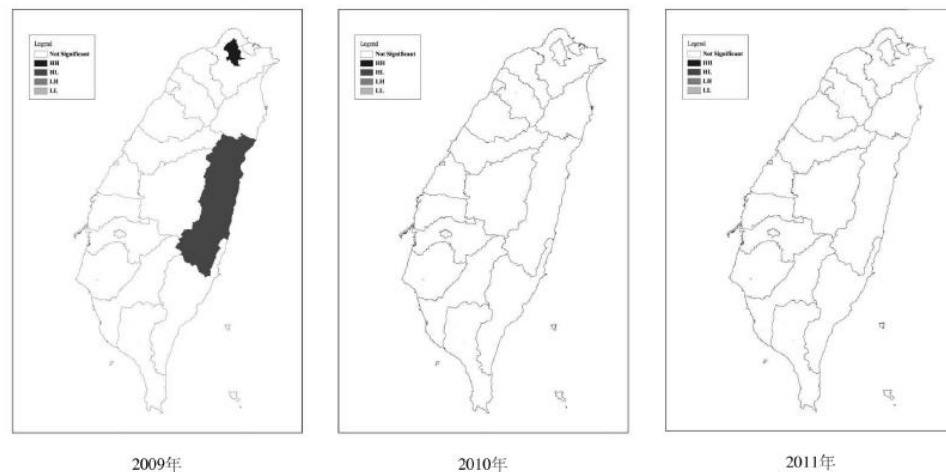 Legend
Not Significant
HH
HL
LH
LL
Legend
Not Significant
HH
HL
LH
LL
Legend
Not Significant
HH
HL
LH
LL
2009年
2010年
2011年